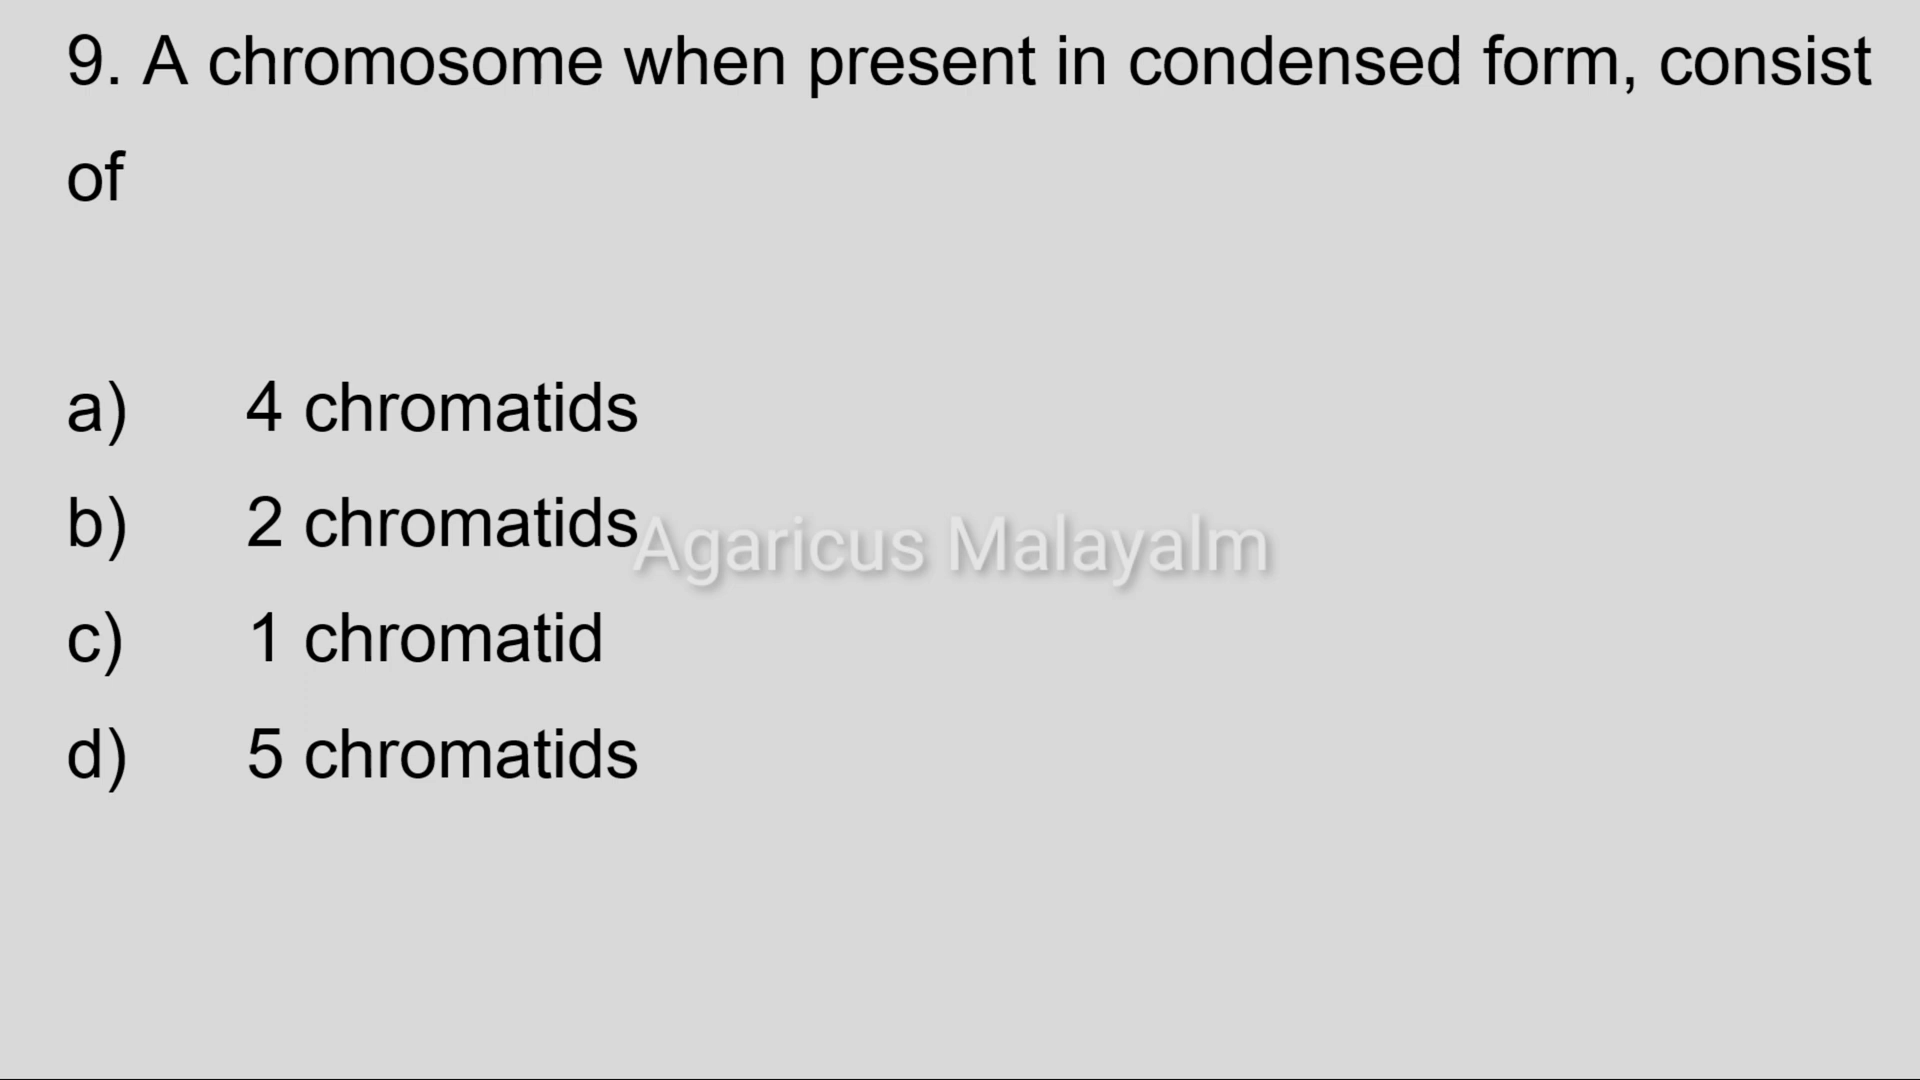 9. A chromosome when present in condensed form, consist
of
a) 4 chromatids
b) 2 chromatids
Agaricus Malayalm
c) 1 chromatid
d) 5 chromatids